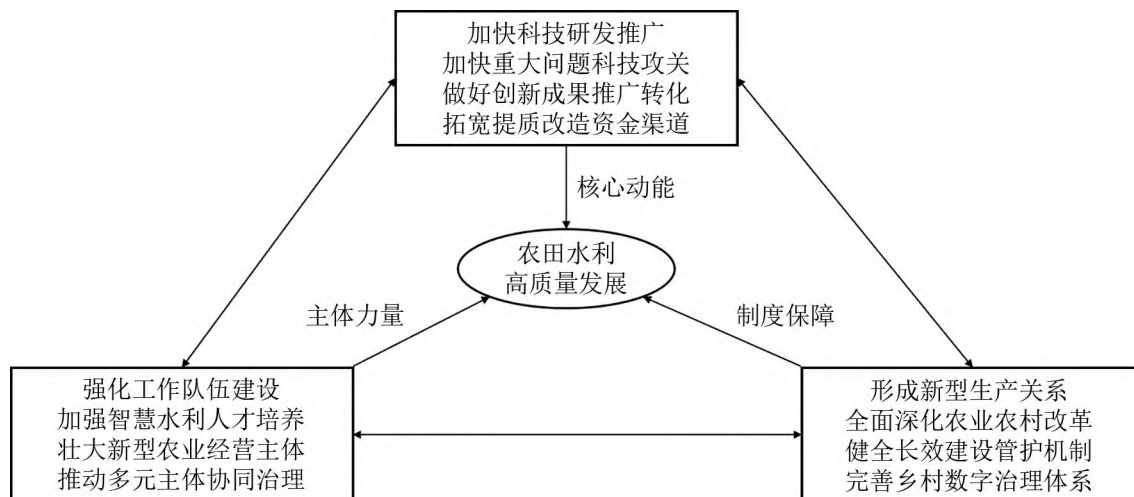 加快科技研发推广
加快重大问题科技攻关
做好创新成果推广转化
拓宽提质改造资金渠道
核心动能
农田水利
高质量发展
主体力量
制度保障
强化工作队伍建设
加强智慧水利人才培养
壮大新型农业经营主体
推动多元主体协同治理
形成新型生产关系
全面深化农业农村改革
健全长效建设管护机制
完善乡村数字治理体系